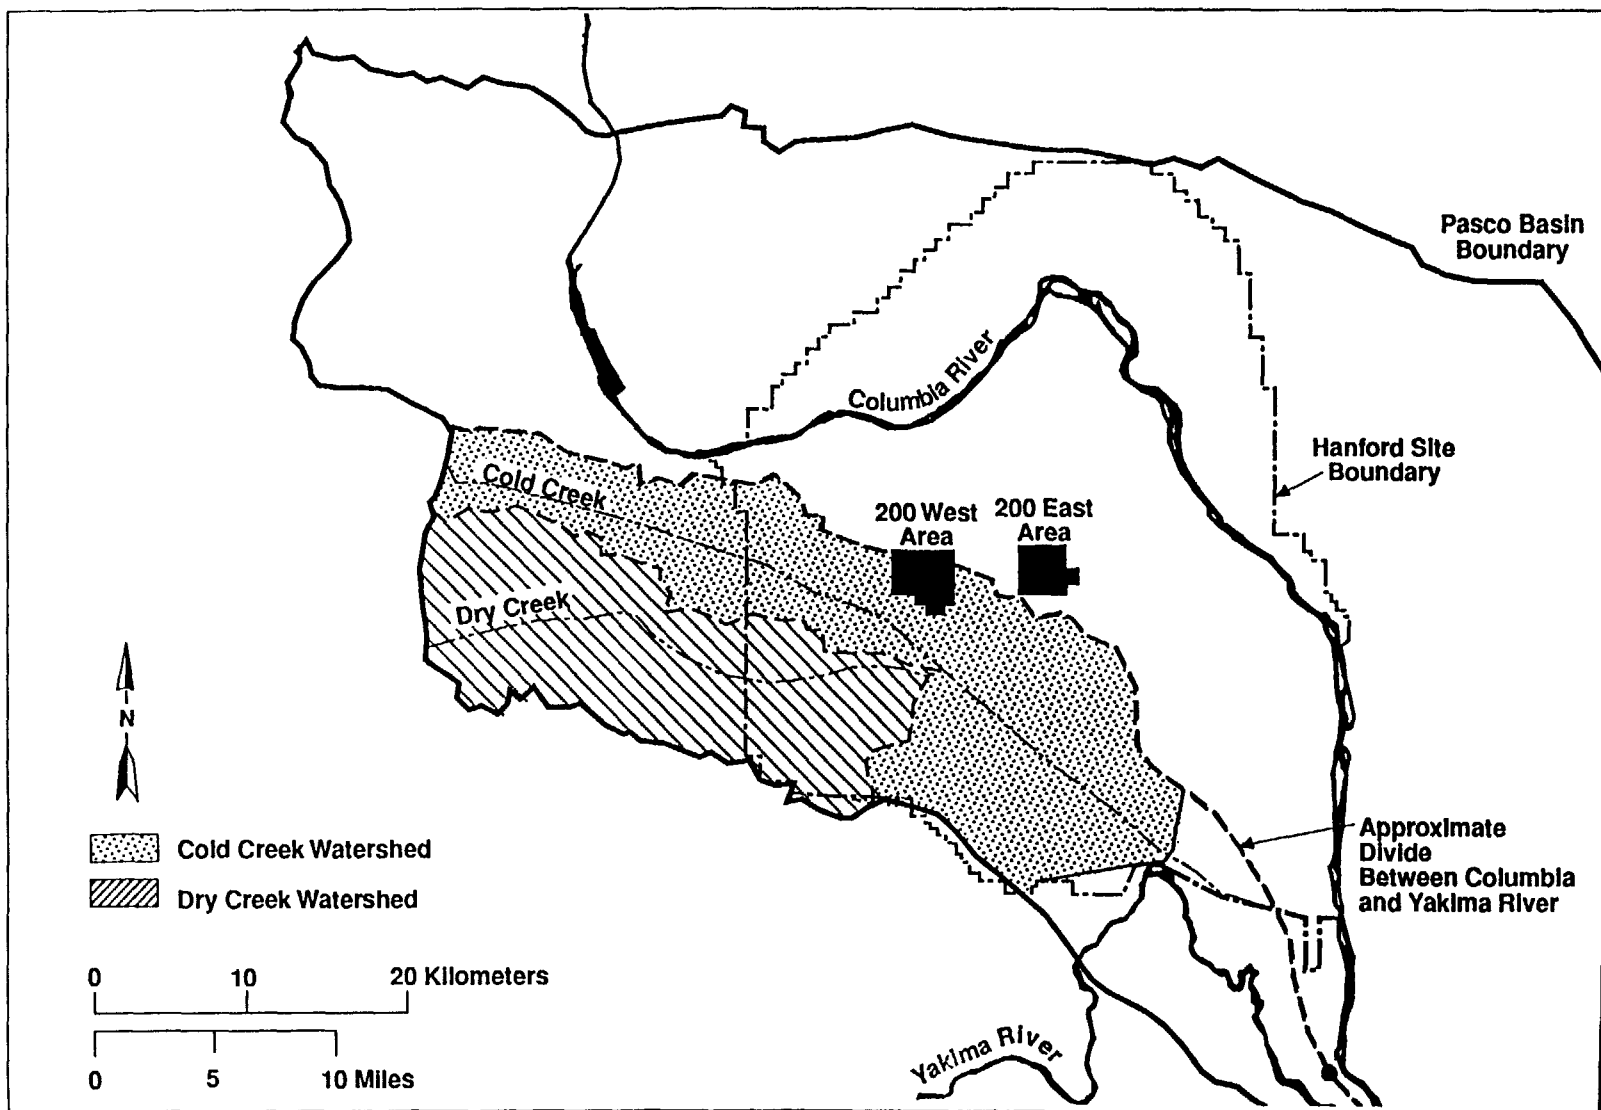 Pasco Basin
Boundary
Columbia River
Hanford Site
Boundary
Cold Creek
200 West
Area
200 East
Area
Dry Creek
N
Cold Creek Watershed
Dry Creek Watershed
Approximate
Divide
Between Columbia
and Yakima River
0 10 20 Kilometers
0 5 10 Miles
Yakima River